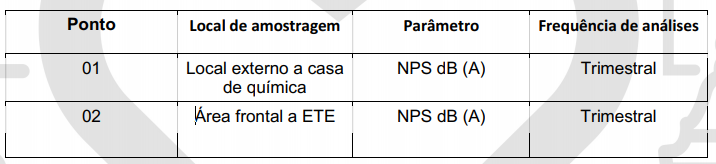 Ponto Local de amostragem Parâmetro Frequência de análises
01 Local externo a casa de química NPS dB (A) Trimestral
02 Área frontal a ETE NPS dB (A) Trimestral